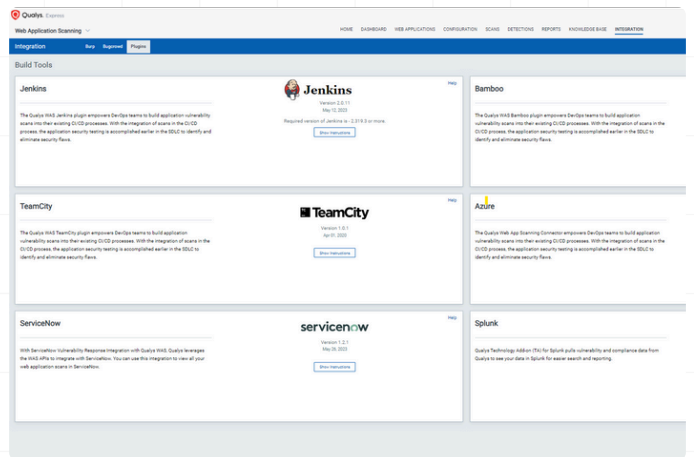 Qualys. Express
Web Application Scanning
HOME DASHBOARD WEB APPLICATIONS CONFIGURATION SCANS DETECTIONS REPORTS KNOWLEDGE BASE INTEGRATION
Integration Burp Bugcrowd Plugins
Build Tools
Jenkins
The Qualys WAS Jenkins plugin empowers DevOps teams to build application vulnerability
scans into their existing CI/CD processes. With the integration of scans in the CI/CD
process, the application security testing is accomplished earlier in the SDLC to identify and
eliminate security flaws.
Jenkins
Version 2.0.11
May 12, 2023
Required version of Jenkins is - 2.319.3 or more.
Show Instructions
Help
Bamboo
The Qualys WAS Bamboo plugin empowers DevOps teams to build application
vulnerability scans into their existing CI/CD processes. With the integration of scans in the
CI/CD process, the application security testing is accomplished earlier in the SDLC to
identify and eliminate security flaws.
TeamCity
The Qualys WAS TeamCity plugin empowers DevOps teams to build application
vulnerability scans into their existing CI/CD processes. With the integration of scans in the
CI/CD process, the application security testing is accomplished earlier in the SDLC to
identify and eliminate security flaws.
TeamCity
Version 1.0.1
Apr 01, 2020
Show Instructions
Help
Azure
The Qualys Web App Scanning Connector empowers DevOps teams to build application
vulnerability scans into their existing CI/CD processes. With the integration of scans in the
CI/CD process, the application security testing is accomplished earlier in the SDLC to
identify and eliminate security flaws.
ServiceNow
With ServiceNow Vulnerability Response Integration with Qualys WAS, Qualys leverages
the WAS APIs to integrate with ServiceNow. You can use this integration to view all your
web application scans in ServiceNow.
servicenow
Version 1.2.1
May 26, 2020
Show Instructions
Help
Splunk
Qualys Technology Add-on (TA) for Splunk pulls vulnerability and compliance data from
Qualys to see your data in Splunk for easier search and reporting.